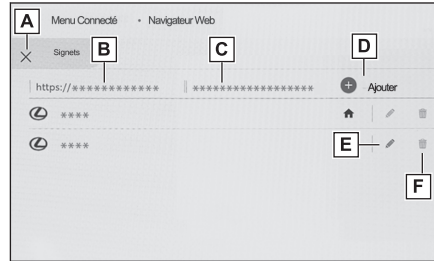 A Menu Connecté • Navigateur Web
Signets
B C D
https://************ ***************** Ajouter
****
****
E
F